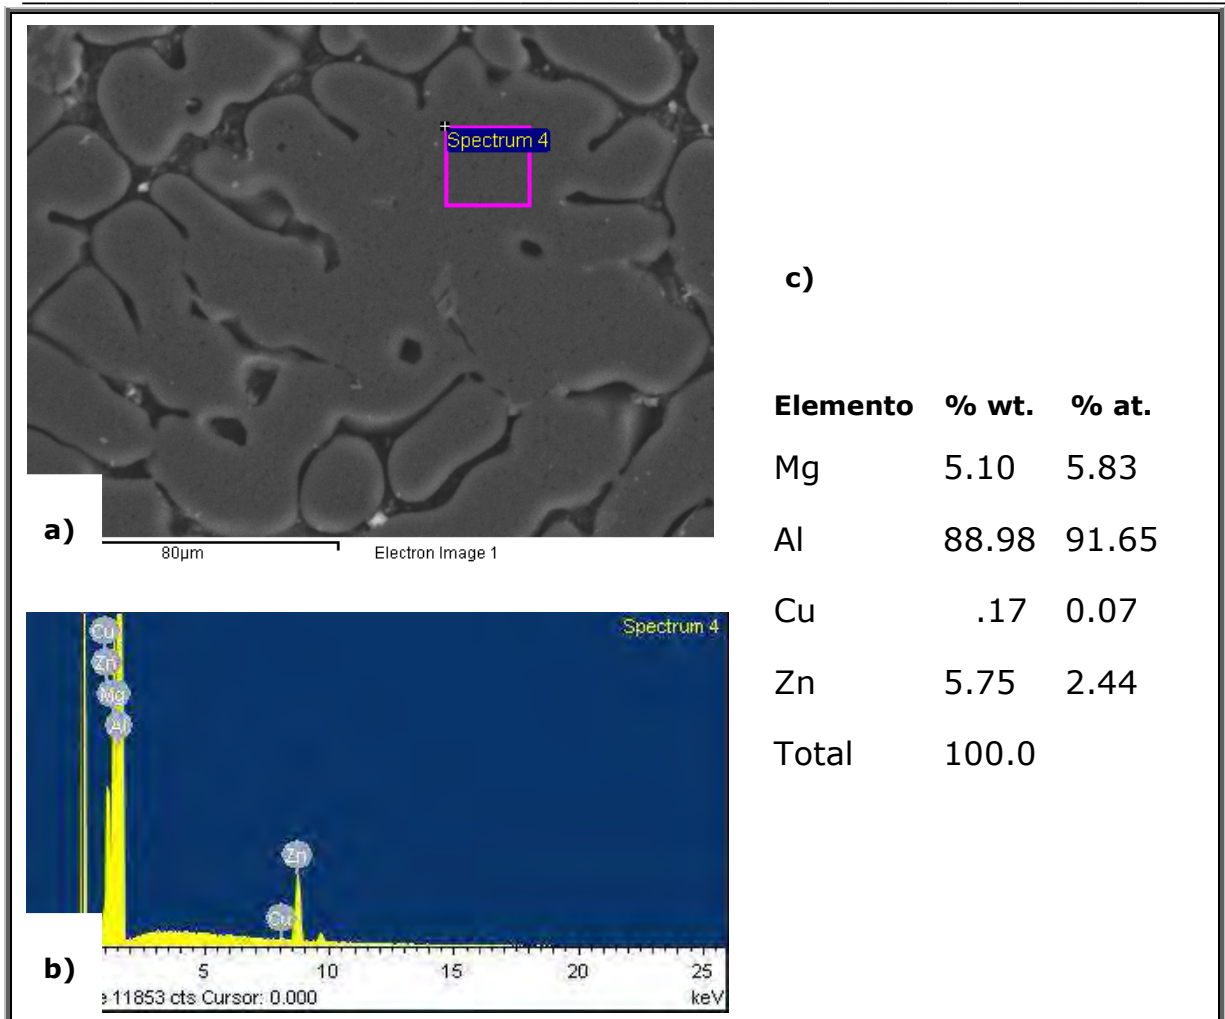 Spectrum 4
a)
80µm Electron Image 1
c)
Elemento % wt. % at.
Mg 5.10 5.83
Al 88.98 91.65
Cu .17 0.07
Zn 5.75 2.44
Total 100.0
Spectrum 4
Cu
Zn
Mg
Al
Zn
Cu
b)
5 10 15 20 25
11853 cts Cursor: 0.000 keV